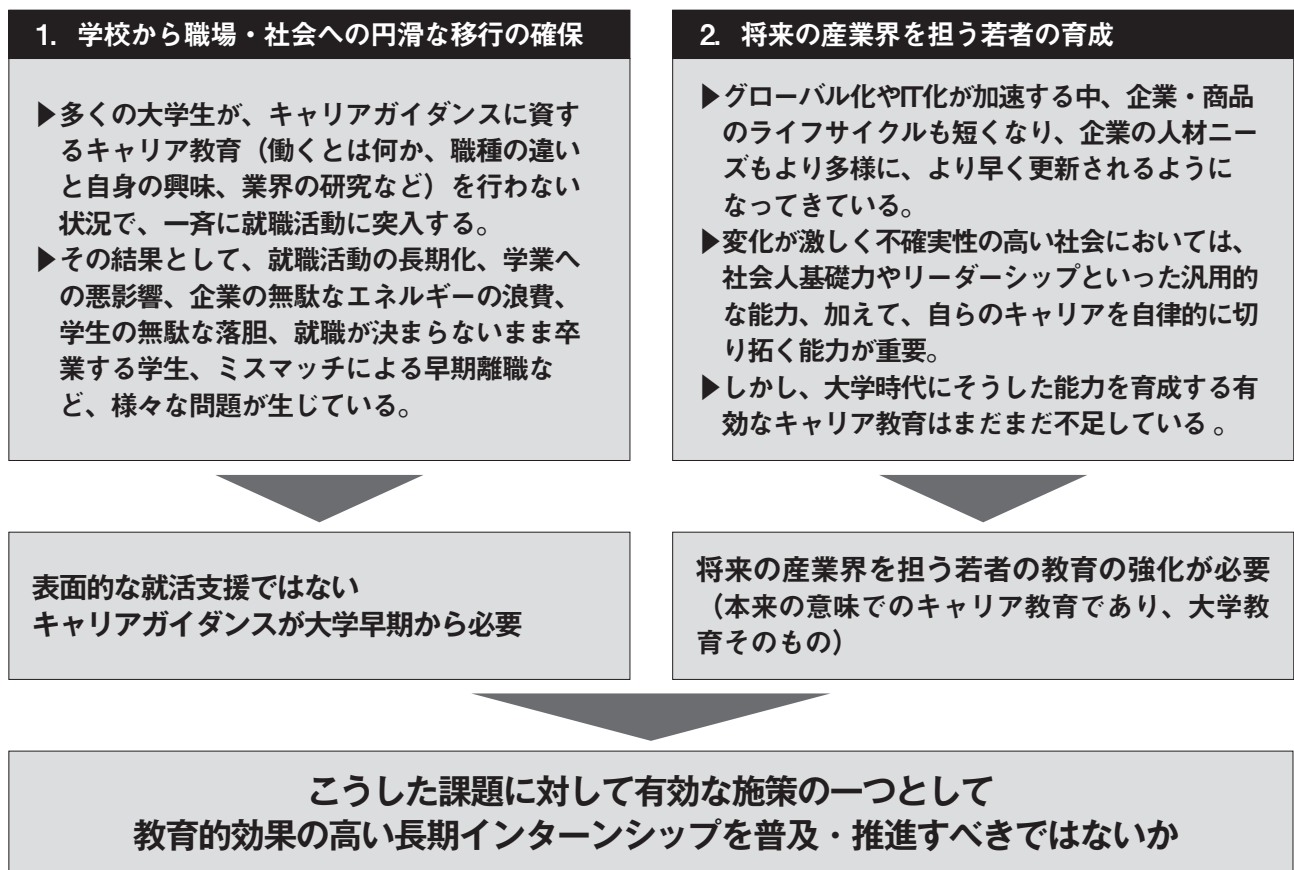 1. 学校から職場・社会への円滑な移行の確保
▶多くの大学生が、キャリアガイダンスに資す
るキャリア教育（働くとは何か、職種の違い
と自身の興味、業界の研究など）を行わない
状況で、一斉に就職活動に突入する。
▶その結果として、就職活動の長期化、学業へ
の悪影響、企業の無駄なエネルギーの浪費、
学生の無駄な落胆、就職が決まらないまま卒
業する学生、ミスマッチによる早期離職な
ど、様々な問題が生じている。
2. 将来の産業界を担う若者の育成
▶グローバル化やIT化が加速する中、企業・商品
のライフサイクルも短くなり、企業の人材ニー
ズもより多様に、より早く更新されるように
なってきている。
▶変化が激しく不確実性の高い社会においては、
社会人基礎力やリーダーシップといった汎用的
な能力、加えて、自らのキャリアを自律的に切
り拓く能力が重要。
▶しかし、大学時代にそうした能力を育成する有
効なキャリア教育はまだまだ不足している 。
表面的な就活支援ではない
キャリアガイダンスが大学早期から必要
将来の産業界を担う若者の教育の強化が必要
（本来の意味でのキャリア教育であり、大学教
育そのもの）
こうした課題に対して有効な施策の一つとして
教育的効果の高い長期インターンシップを普及・推進すべきではないか